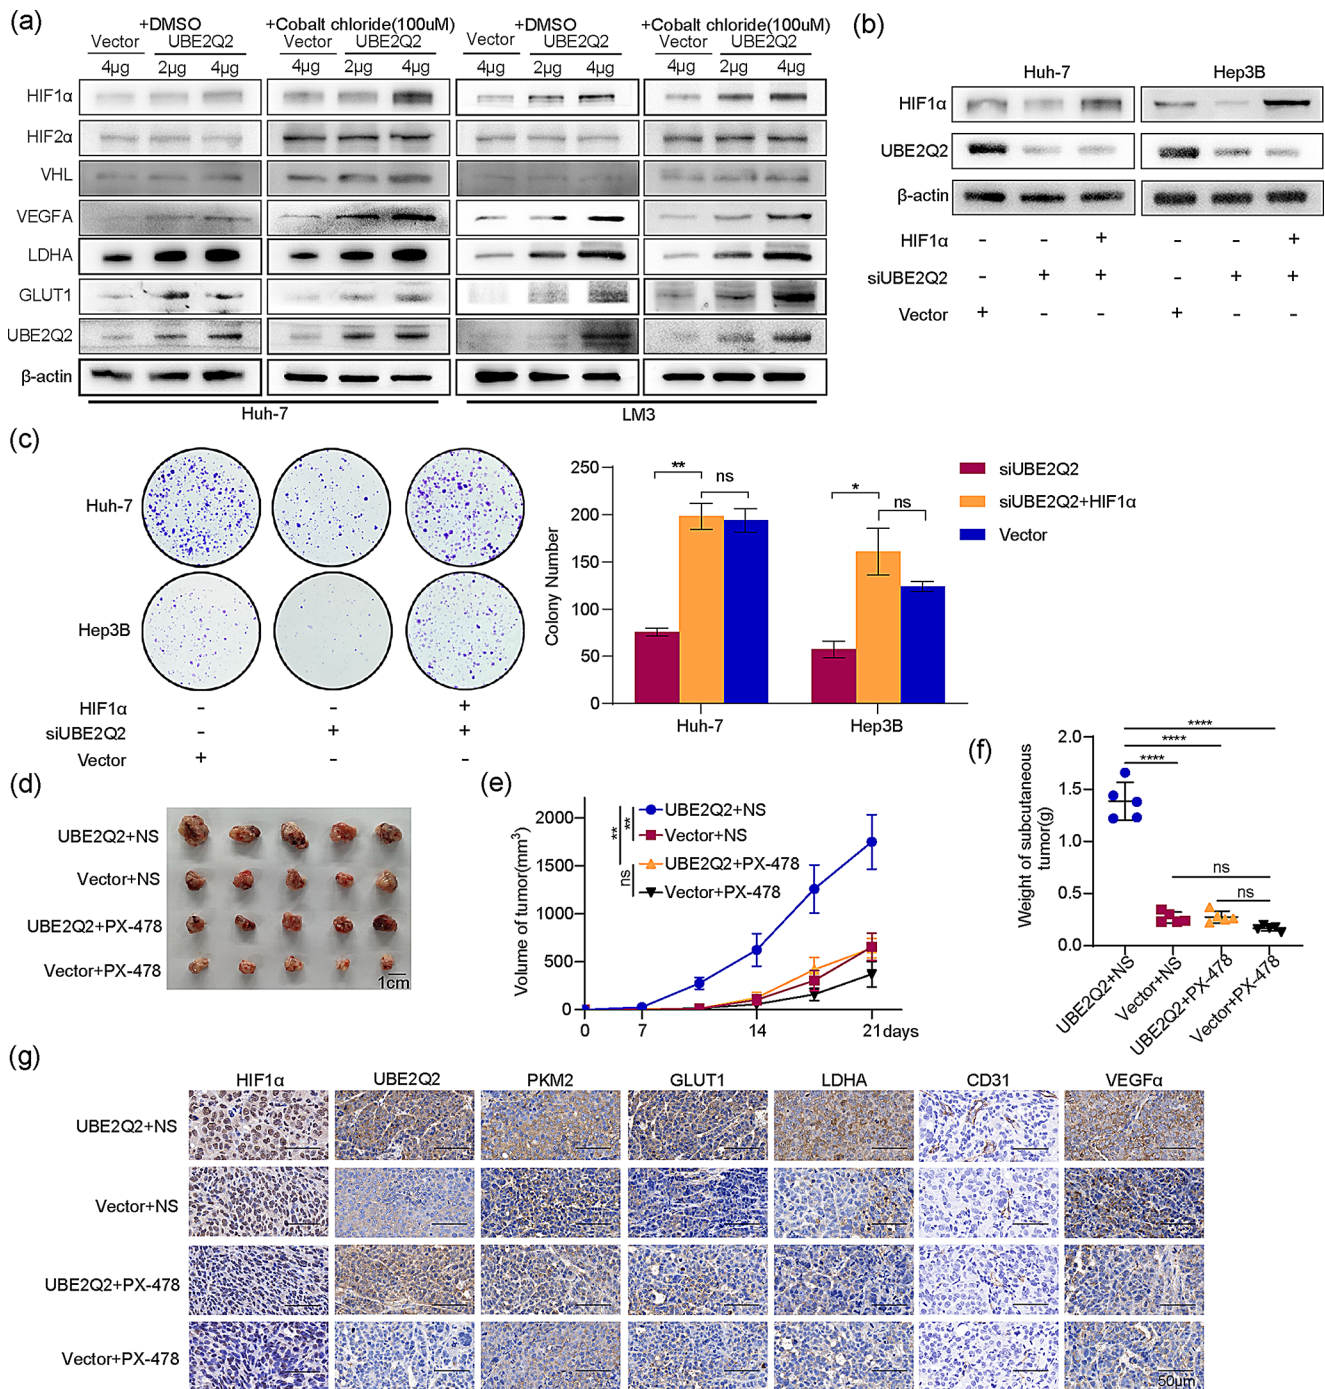 (a)
+DMSO +Cobalt chloride(100uM) +DMSO +Cobalt chloride(100uM)
Vector UBE2Q2 Vector UBE2Q2 Vector UBE2Q2 Vector UBE2Q2
4μg 2μg 4μg 4μg 2μg 4μg 4μg 2μg 4μg 4μg 2μg 4μg
HIF1α
HIF2α
VHL
VEGFA
LDHA
GLUT1
UBE2Q2
β-actin
Huh-7 LM3
(b)
Huh-7 Hep3B
HIF1α
UBE2Q2
β-actin
HIF1α - - + - - +
siUBE2Q2 - + + - + +
Vector + - - + - -
(c)
Huh-7
Hep3B
HIF1α - - +
siUBE2Q2 - + +
Vector + - -
Colony Number
250
200
150
100
50
0
** ns * ns
Huh-7 Hep3B
siUBE2Q2
siUBE2Q2+HIF1α
Vector
(d)
UBE2Q2+NS
Vector+NS
UBE2Q2+PX-478
Vector+PX-478
1cm
(e)
Volume of tumor(mm³)
2000
1500
1000
500
0
0 7 14 21 days
** ** ns
UBE2Q2+NS
Vector+NS
UBE2Q2+PX-478
Vector+PX-478
(f)
Weight of subcutaneous
tumor(g)
2.0
1.5
1.0
0.5
0.0
****
****
****
ns
ns
UBE2Q2+NS
Vector+NS
UBE2Q2+PX-478
Vector+PX-478
(g)
HIF1α UBE2Q2 PKM2 GLUT1 LDHA CD31 VEGFα
UBE2Q2+NS
Vector+NS
UBE2Q2+PX-478
Vector+PX-478
50μm